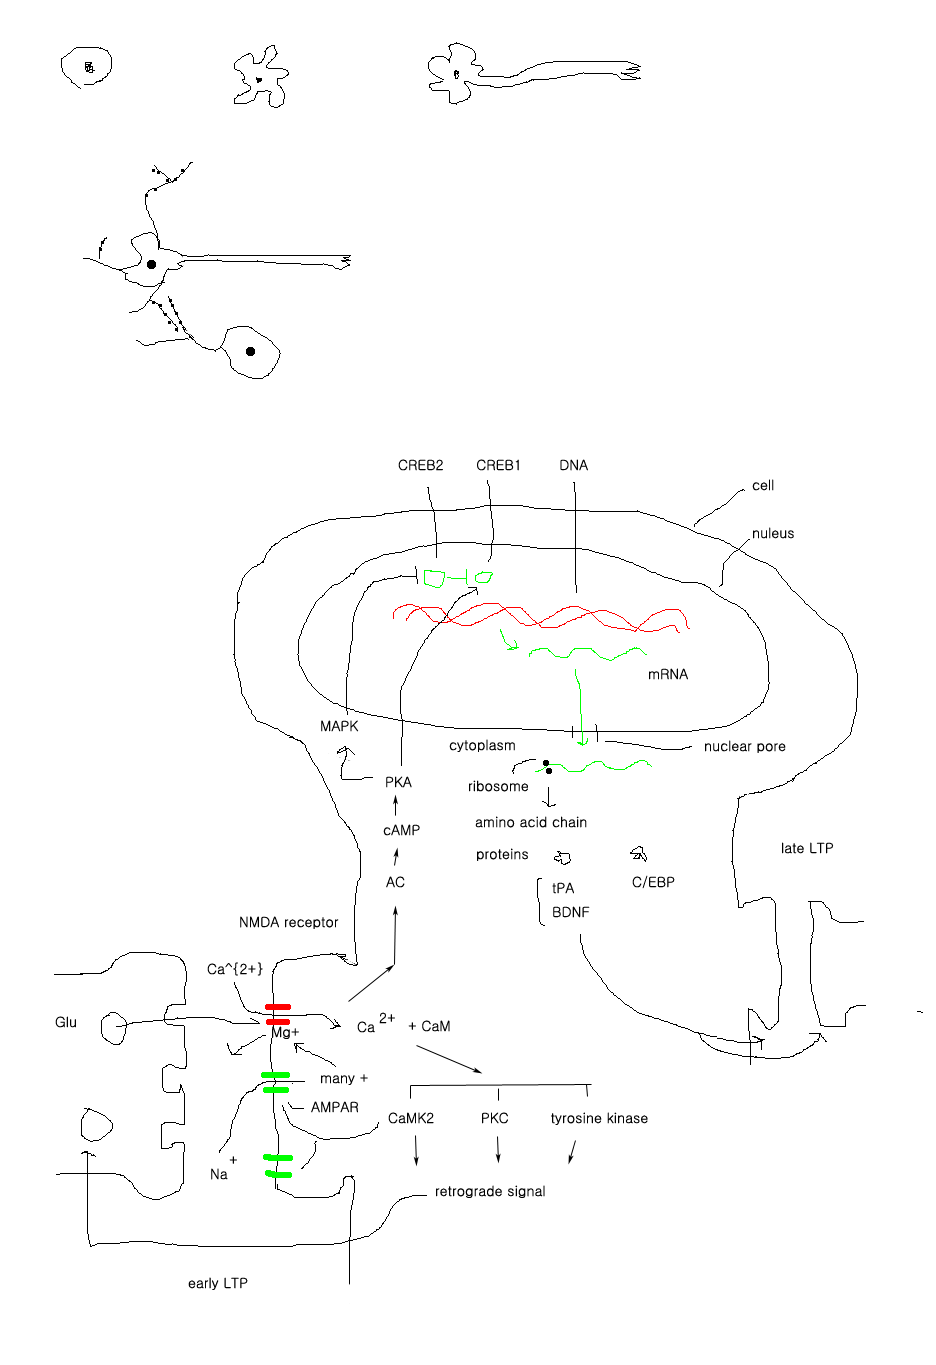 CREB2
CREB1
DNA
cell
nuleus
mRNA
MAPK
cytoplasm
nuclear pore
PKA
ribosome
cAMP
amino acid chain
proteins
late LTP
AC
tPA
C/EBP
BDNF
NMDA receptor
Ca^{2+}
Glu
Mg+
Ca 2+ + CaM
many +
AMPAR
CaMK2
PKC
tyrosine kinase
Na +
retrograde signal
early LTP